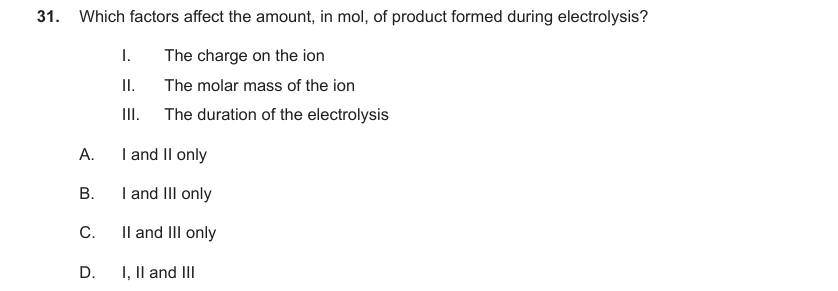 31. Which factors affect the amount, in mol, of product formed during electrolysis?
I. The charge on the ion
II. The molar mass of the ion
III. The duration of the electrolysis
A. I and II only
B. I and III only
C. II and III only
D. I, II and III